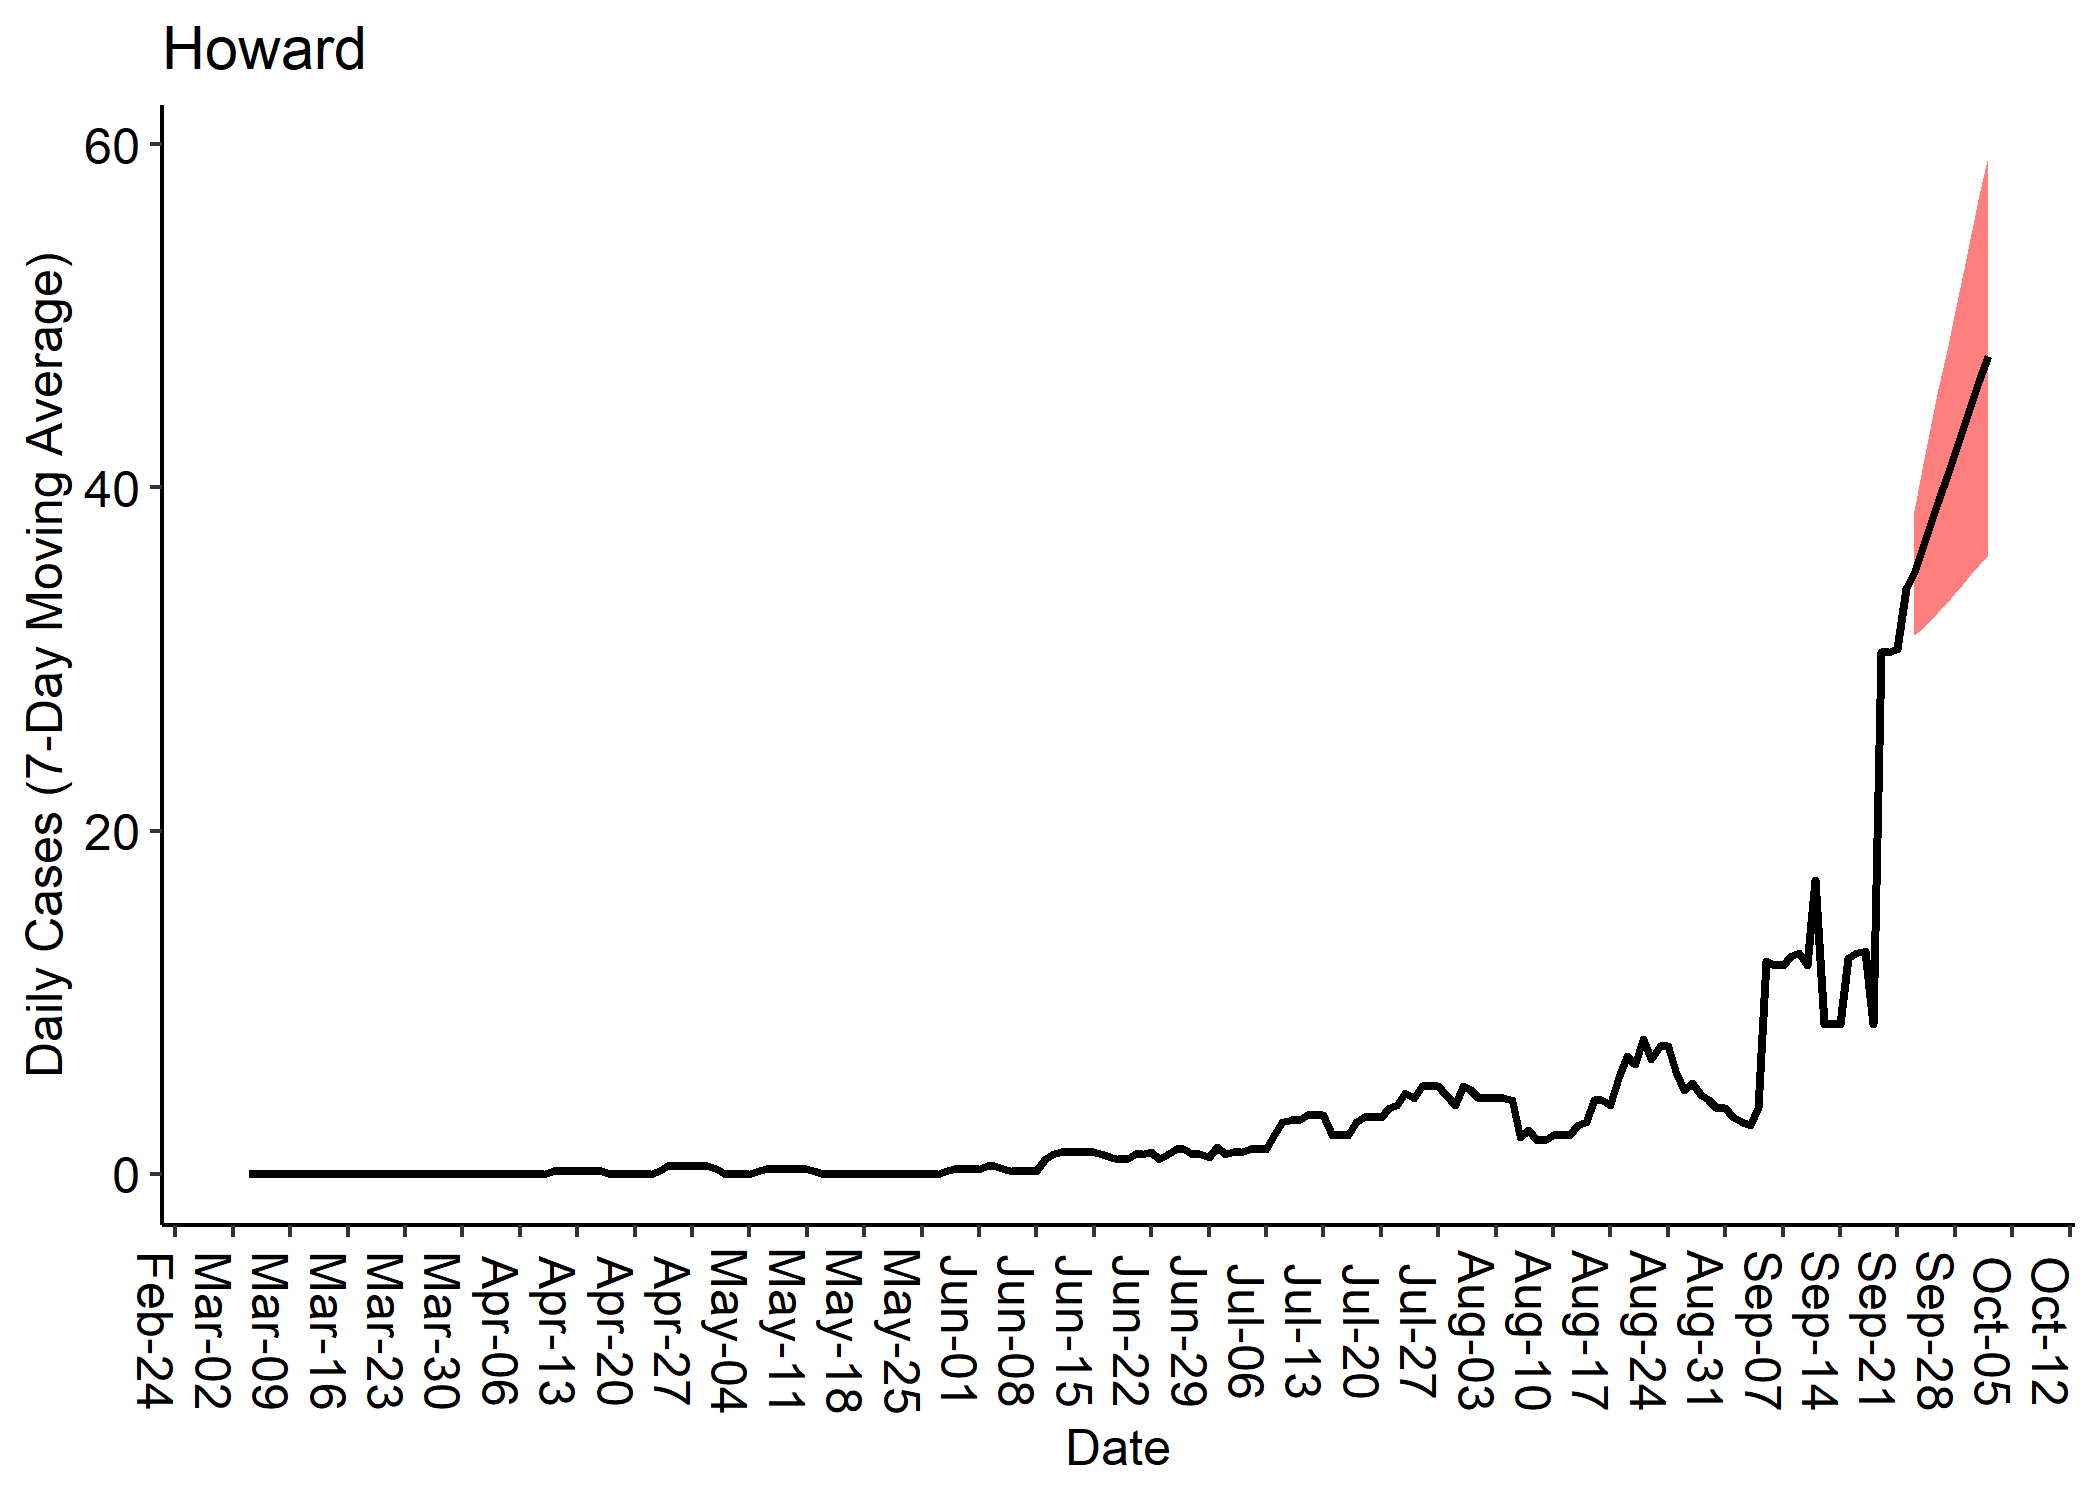 Howard
Daily Cases (7-Day Moving Average)
60
40
20
0
Feb-24
Mar-02
Mar-09
Mar-16
Mar-23
Mar-30
Apr-06
Apr-13
Apr-20
Apr-27
May-04
May-11
May-18
May-25
Jun-01
Jun-08
Jun-15
Jun-22
Jun-29
Jul-06
Jul-13
Jul-20
Jul-27
Aug-03
Aug-10
Aug-17
Aug-24
Aug-31
Sep-07
Sep-14
Sep-21
Sep-28
Oct-05
Oct-12
Date